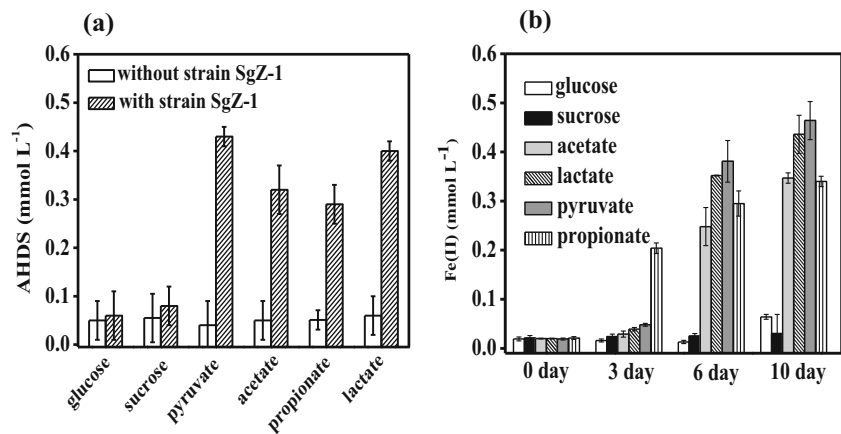 (a)
AHDS (mmol L⁻¹)
0.6
0.5
0.4
0.3
0.2
0.1
0.0
without strain SgZ-1
with strain SgZ-1
glucose
sucrose
pyruvate
acetate
propionate
lactate
(b)
Fe(II) (mmol L⁻¹)
0.6
0.5
0.4
0.3
0.2
0.1
0.0
glucose
sucrose
acetate
lactate
pyruvate
propionate
0 day 3 day 6 day 10 day